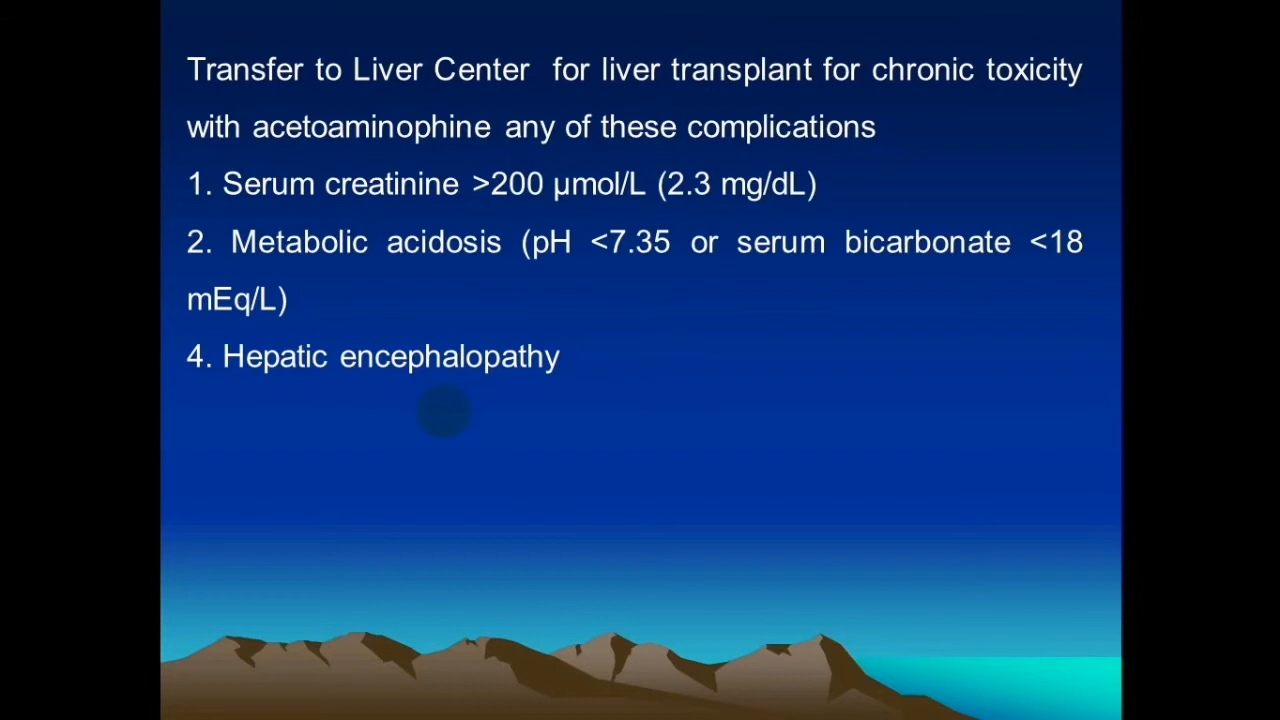 Transfer to Liver Center for liver transplant for chronic toxicity
with acetoaminophine any of these complications
1. Serum creatinine >200 µmol/L (2.3 mg/dL)
2. Metabolic acidosis (pH <7.35 or serum bicarbonate <18
mEq/L)
4. Hepatic encephalopathy